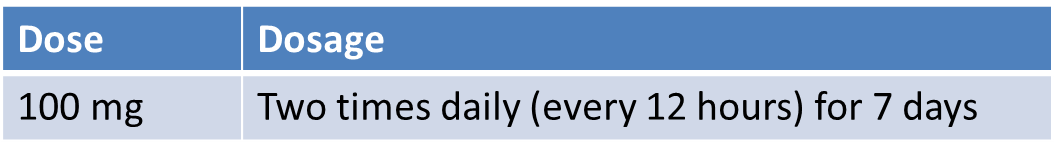 Dose Dosage
100 mg Two times daily (every 12 hours) for 7 days